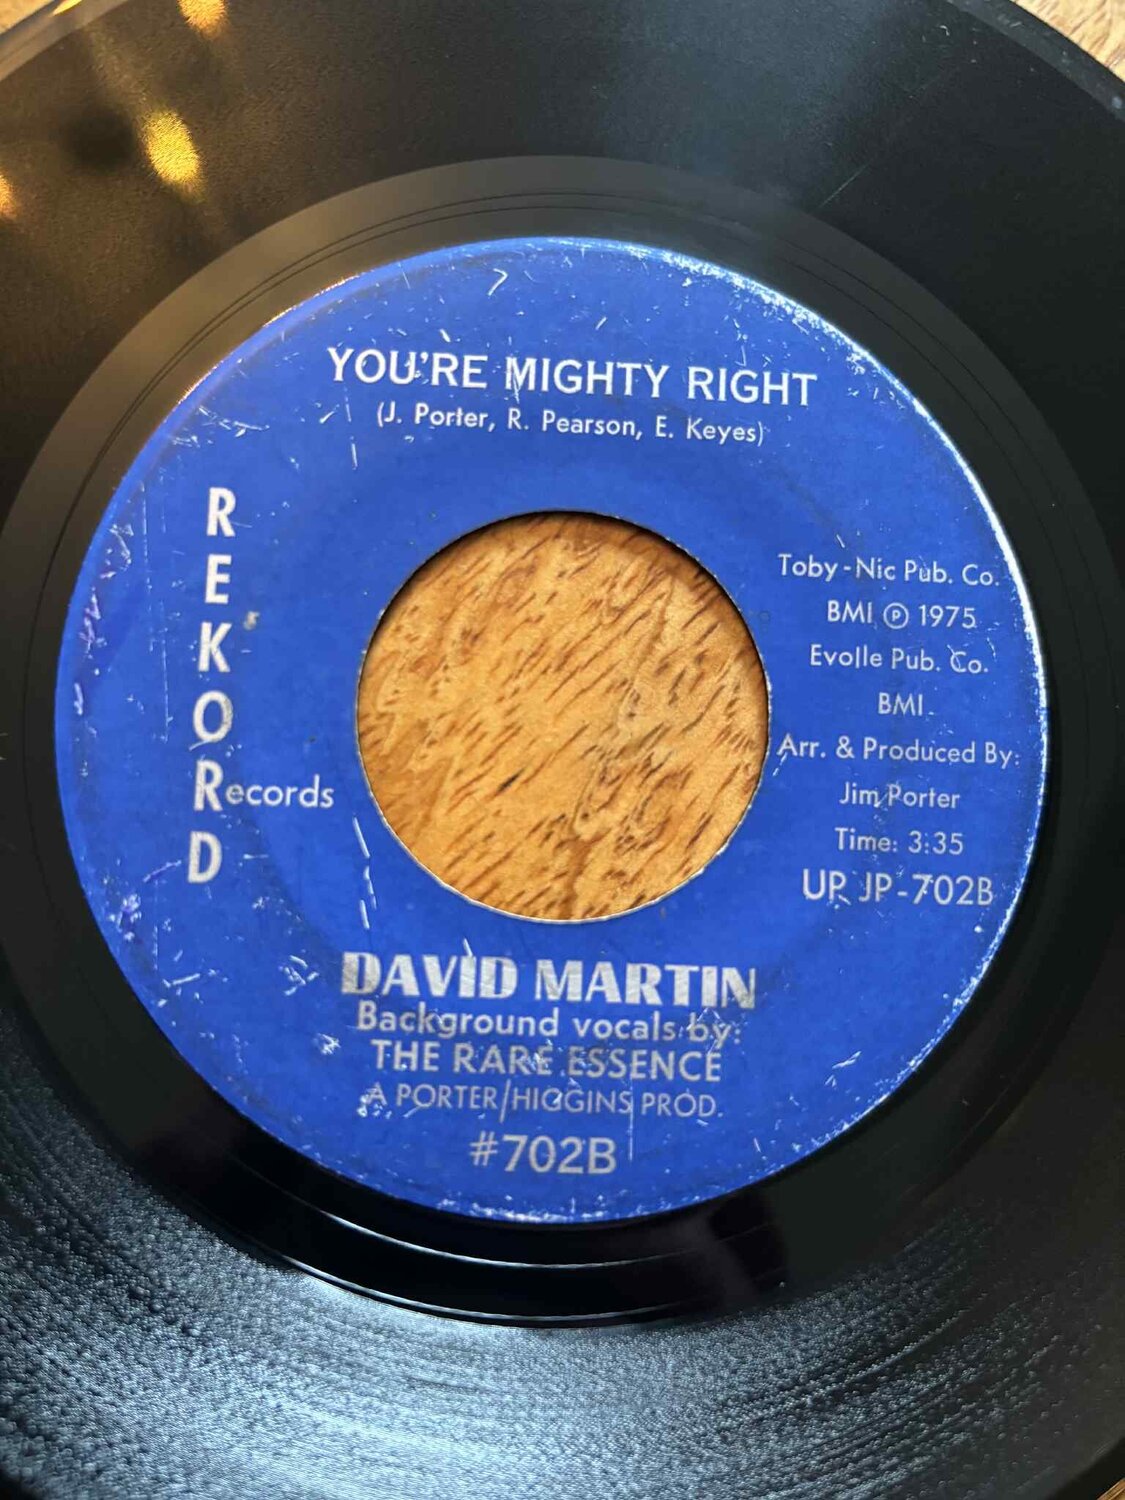 YOU'RE MIGHTY RIGHT
(J. Porter, R. Pearson, E. Keyes)
REKORD
Records
Toby-Nic Pub. Co.
BMI ℗ 1975
Evolle Pub. Co.
BMI
Arr. & Produced By:
Jim Porter
Time: 3:35
UR JP-702B
DAVID MARTIN
Background vocals by:
THE RARE ESSENCE
A PORTER/HIGGINS PROD.
#702B